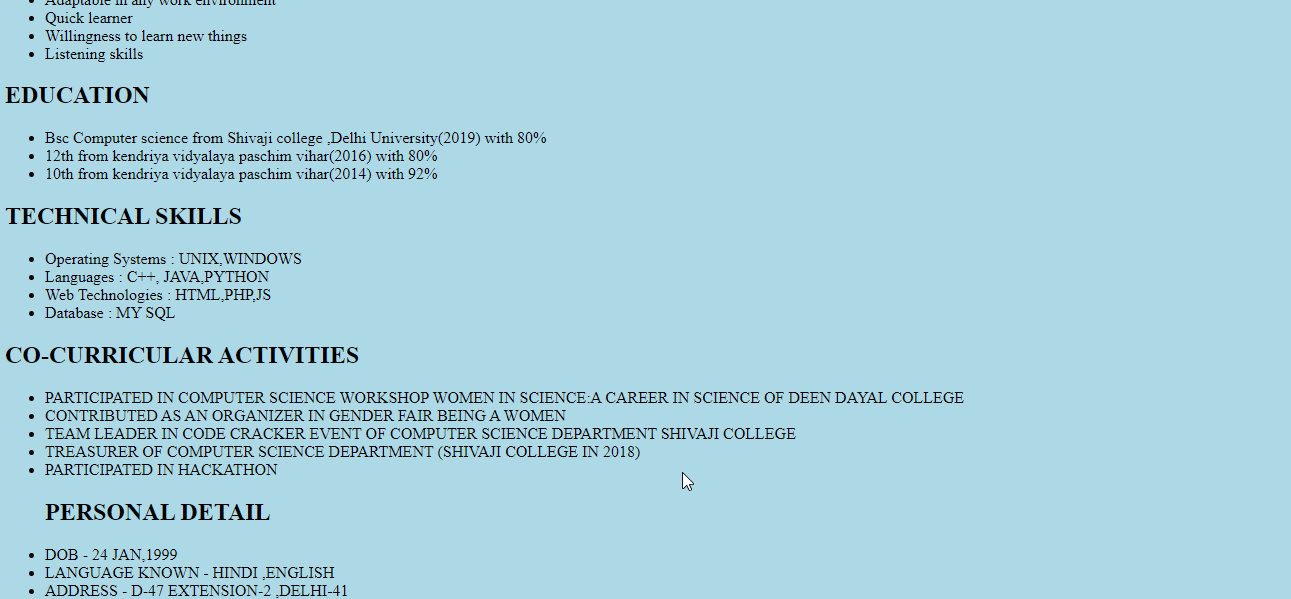 Adaptable in any work environment
Quick learner
Willingness to learn new things
Listening skills
EDUCATION
Bsc Computer science from Shivaji college ,Delhi University(2019) with 80%
12th from kendriya vidyalaya paschim vihar(2016) with 80%
10th from kendriya vidyalaya paschim vihar(2014) with 92%
TECHNICAL SKILLS
Operating Systems : UNIX,WINDOWS
Languages : C++, JAVA,PYTHON
Web Technologies : HTML,PHP,JS
Database : MY SQL
CO-CURRICULAR ACTIVITIES
PARTICIPATED IN COMPUTER SCIENCE WORKSHOP WOMEN IN SCIENCE:A CAREER IN SCIENCE OF DEEN DAYAL COLLEGE
CONTRIBUTED AS AN ORGANIZER IN GENDER FAIR BEING A WOMEN
TEAM LEADER IN CODE CRACKER EVENT OF COMPUTER SCIENCE DEPARTMENT SHIVAJI COLLEGE
TREASURER OF COMPUTER SCIENCE DEPARTMENT (SHIVAJI COLLEGE IN 2018)
PARTICIPATED IN HACKATHON
PERSONAL DETAIL
DOB - 24 JAN,1999
LANGUAGE KNOWN - HINDI ,ENGLISH
ADDRESS - D-47 EXTENSION-2 ,DELHI-41